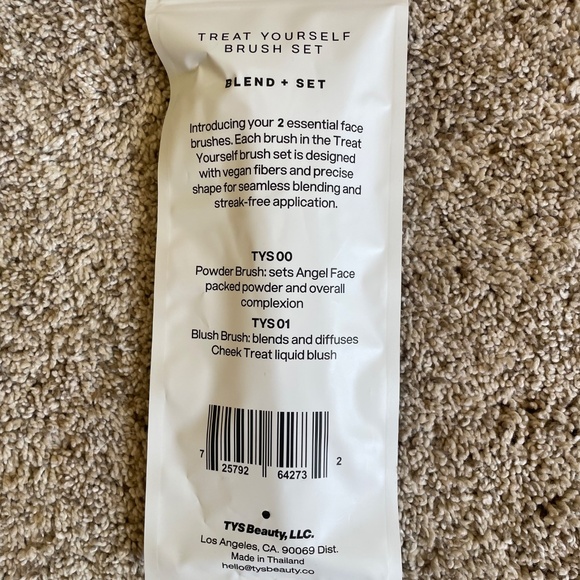 TREAT YOURSELF
BRUSH SET
BLEND + SET
Introducing your 2 essential face
brushes. Each brush in the Treat
Yourself brush set is designed
with vegan fibers and precise
shape for seamless blending and
streak-free application.
TYS 00
Powder Brush: sets Angel Face
packed powder and overall
complexion
TYS 01
Blush Brush: blends and diffuses
Cheek Treat liquid blush
7 25792 64273 2
TYS Beauty, LLC.
Los Angeles, CA. 90069 Dist.
Made in Thailand
hello@tysbeauty.co